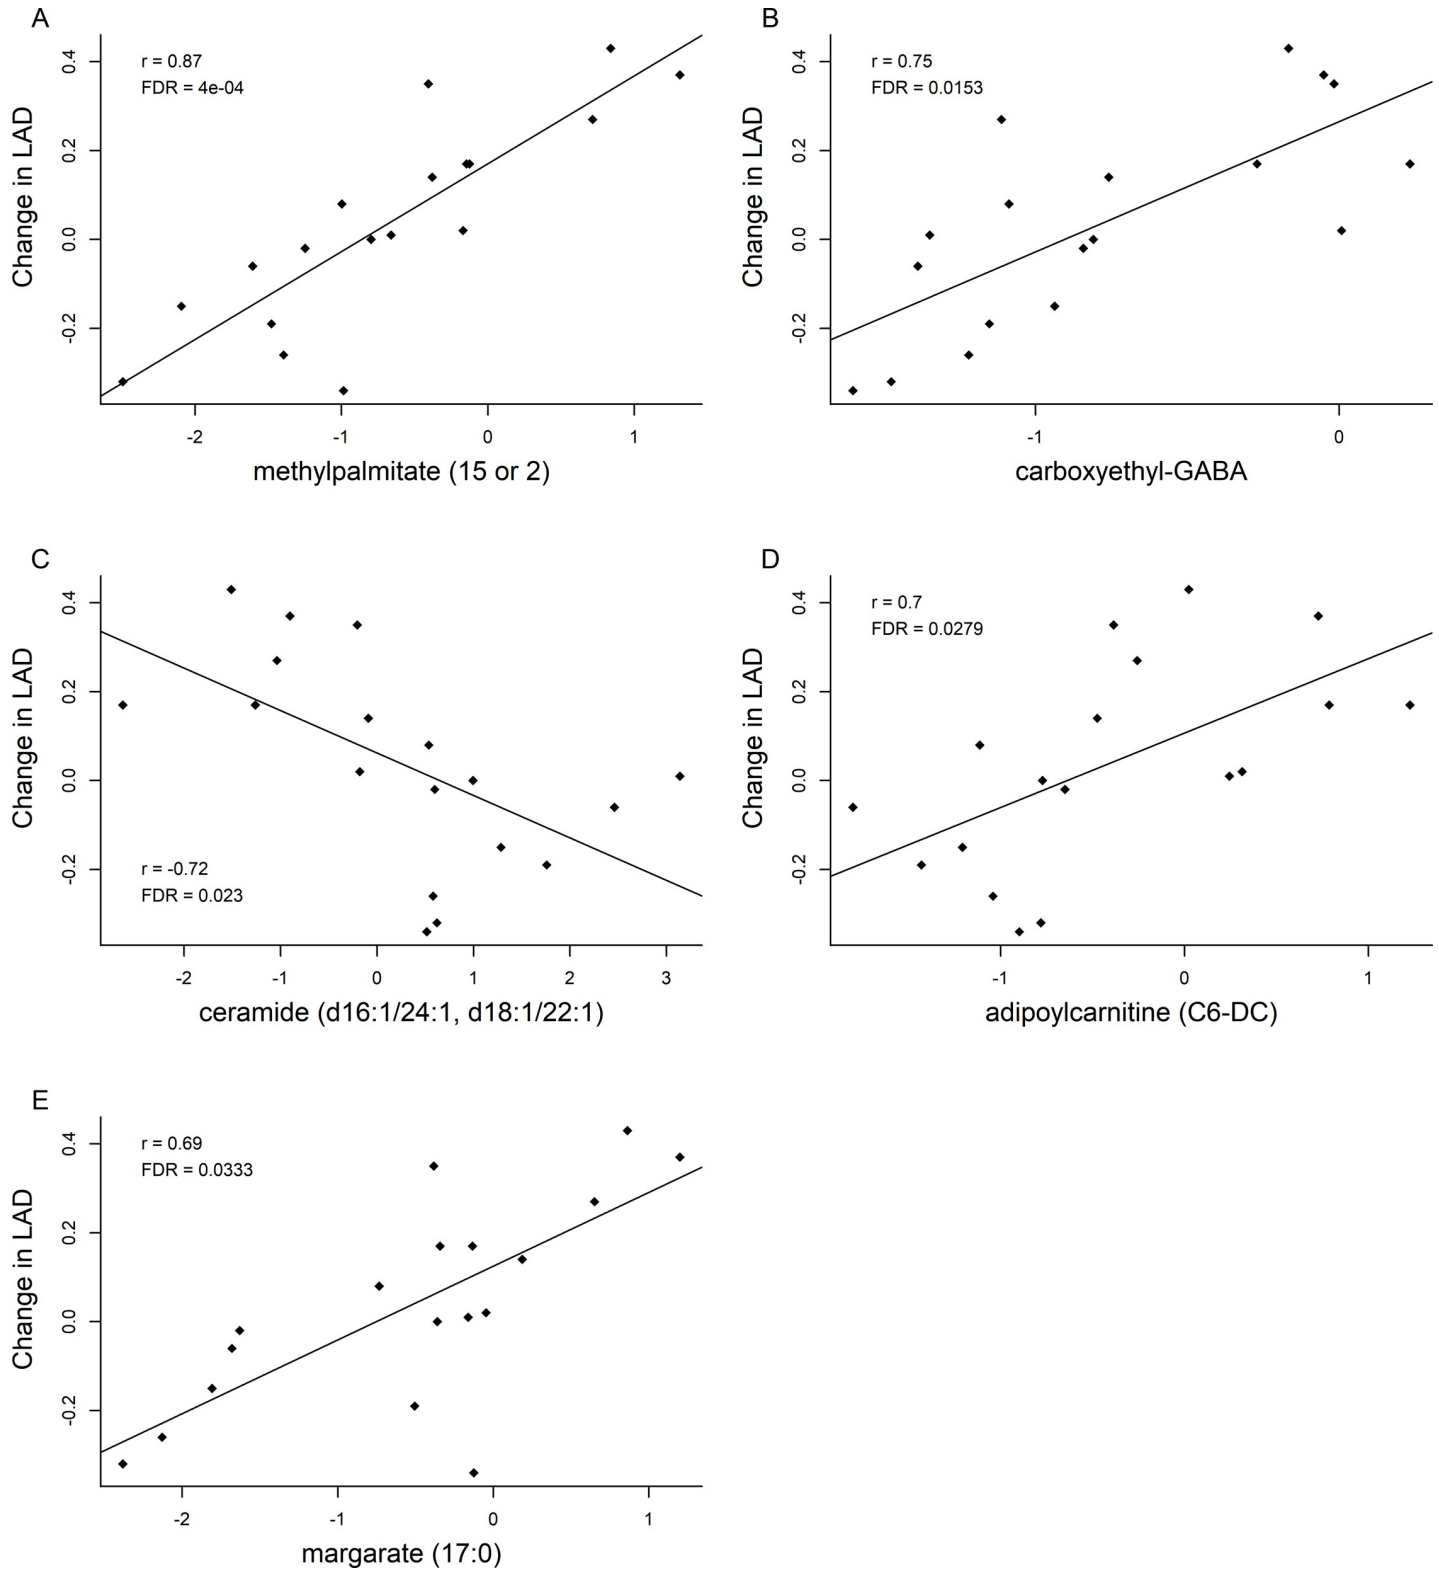 A
r = 0.87
FDR = 4e-04
Change in LAD
0.4
0.2
0.0
-0.2
-2 -1 0 1
methylpalmitate (15 or 2)
B
r = 0.75
FDR = 0.0153
Change in LAD
0.4
0.2
0.0
-0.2
-1 0
carboxyethyl-GABA
C
Change in LAD
0.4
0.2
0.0
-0.2
r = -0.72
FDR = 0.023
-2 -1 0 1 2 3
ceramide (d16:1/24:1, d18:1/22:1)
D
r = 0.7
FDR = 0.0279
Change in LAD
0.4
0.2
0.0
-0.2
-1 0 1
adipoylcarnitine (C6-DC)
E
r = 0.69
FDR = 0.0333
Change in LAD
0.4
0.2
0.0
-0.2
-2 -1 0 1
margarate (17:0)